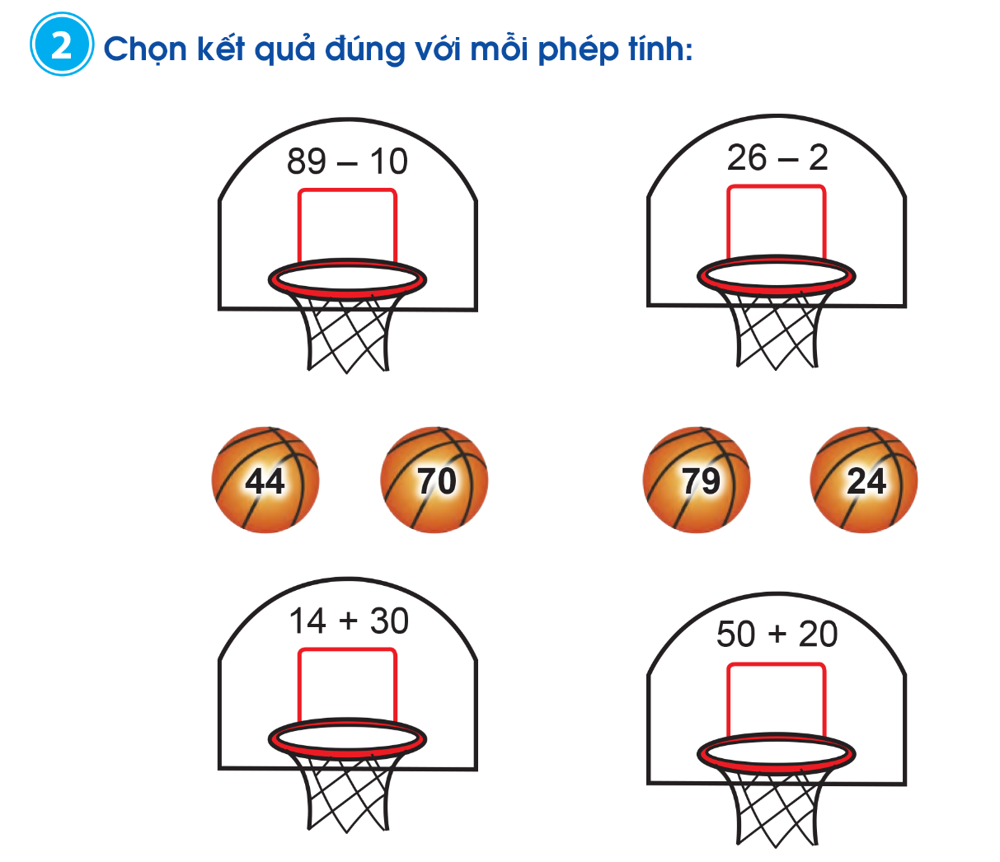 2 Chọn kết quả đúng với mỗi phép tính:
89 – 10
26 – 2
44 70 79 24
14 + 30
50 + 20